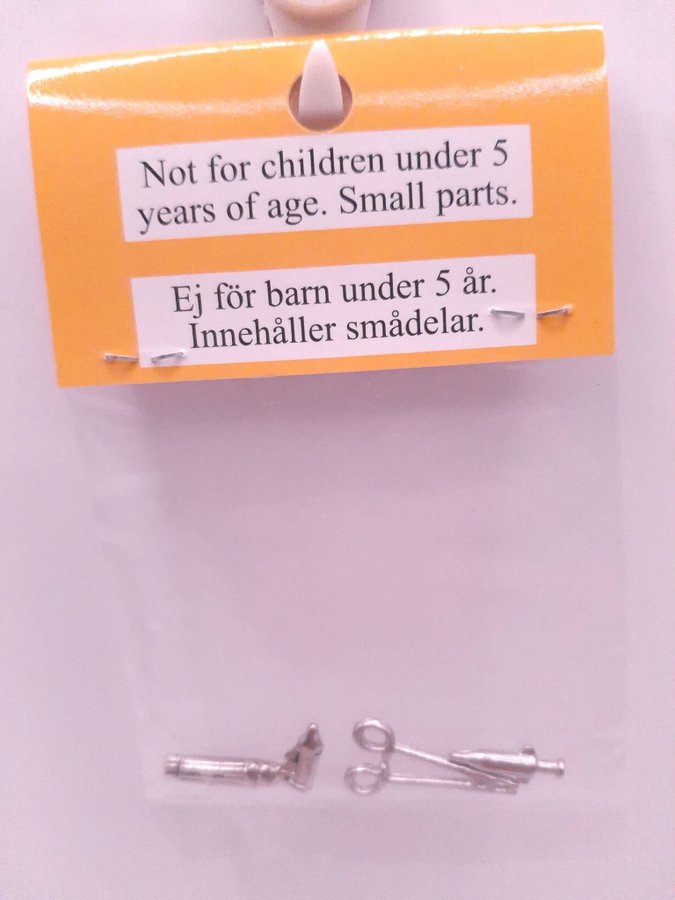 Not for children under 5
years of age. Small parts.
Ej för barn under 5 år.
Innehåller smådelar.